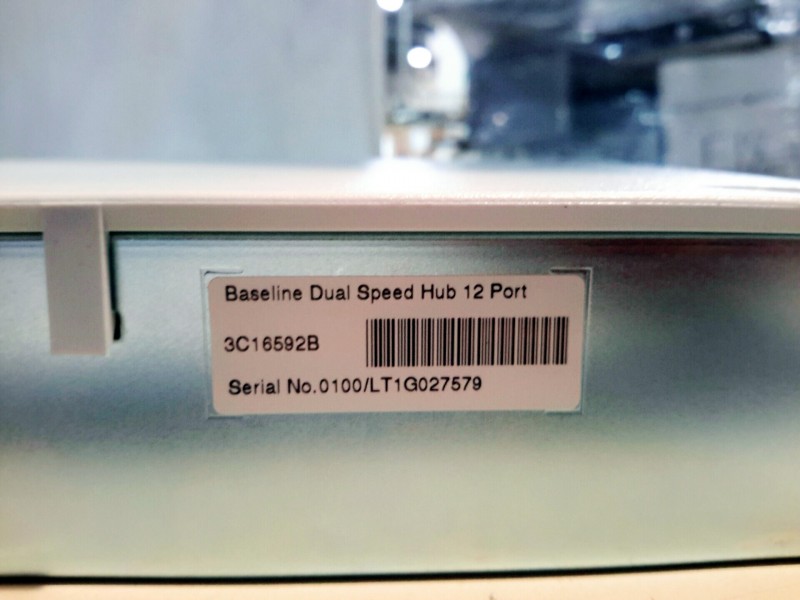 Baseline Dual Speed Hub 12 Port
3C16592B
Serial No.0100/LT1G027579